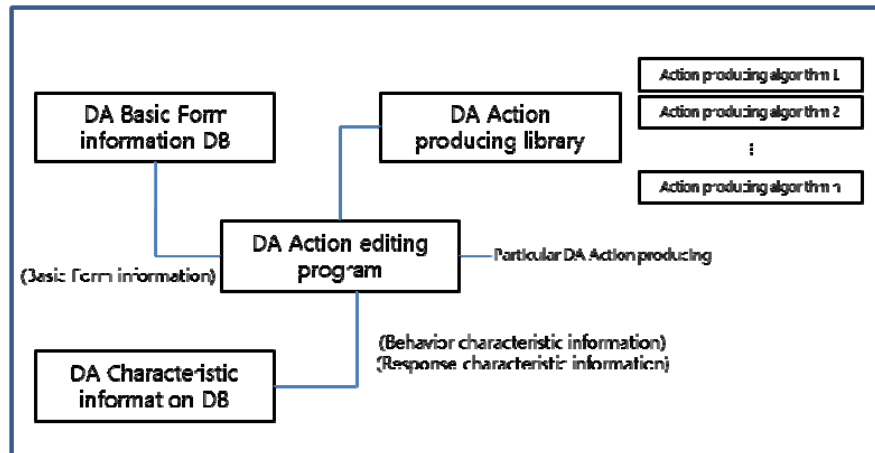 DA Basic Form
information DB
DA Action
producing library
Action producing algorithm 1
Action producing algorithm 2
⋮
Action producing algorithm n
DA Action editing
program
(Basic Form information)
Particular DA Action producing
(Behavior characteristic information)
(Response characteristic information)
DA Characteristic
information DB